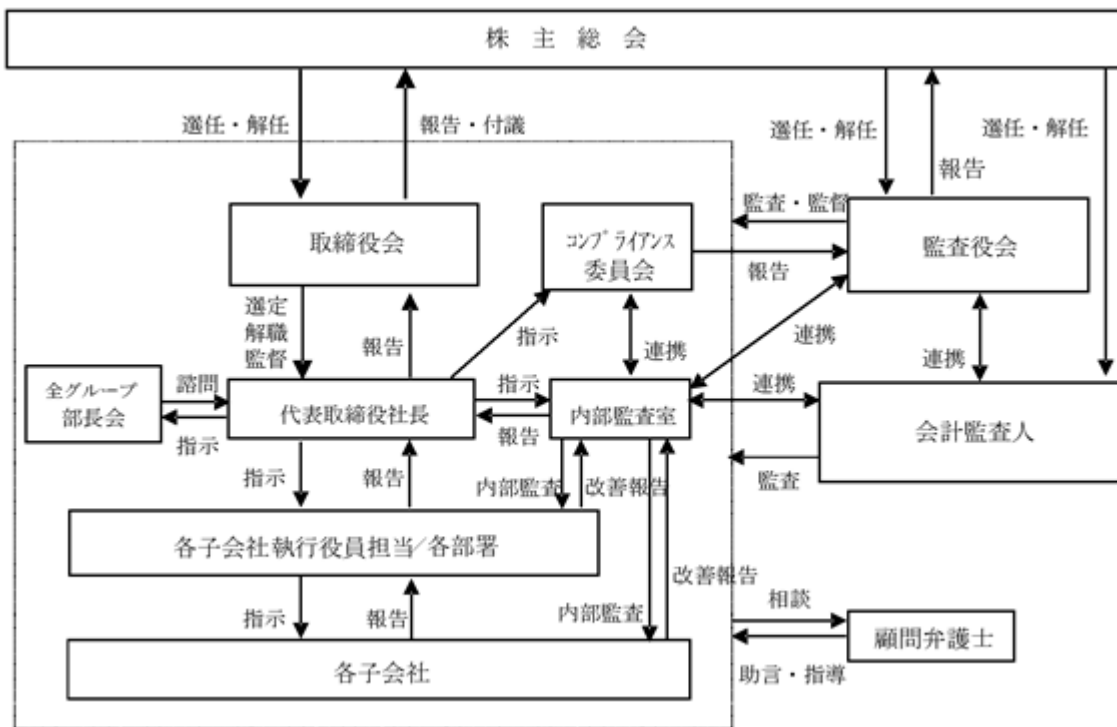 株主総会
選任・解任
報告・付議
選任・解任
選任・解任
報告
監査・監督
取締役会
コンプライアンス
委員会
監査役会
報告
選定
解職
監督
報告
指示
連携
連携
連携
全グループ
部長会
諮問
指示
代表取締役社長
指示
報告
内部監査室
連携
会計監査人
監査
指示
報告
内部監査
改善報告
各子会社執行役員担当/各部署
改善報告
指示
報告
内部監査
相談
顧問弁護士
助言・指導
各子会社